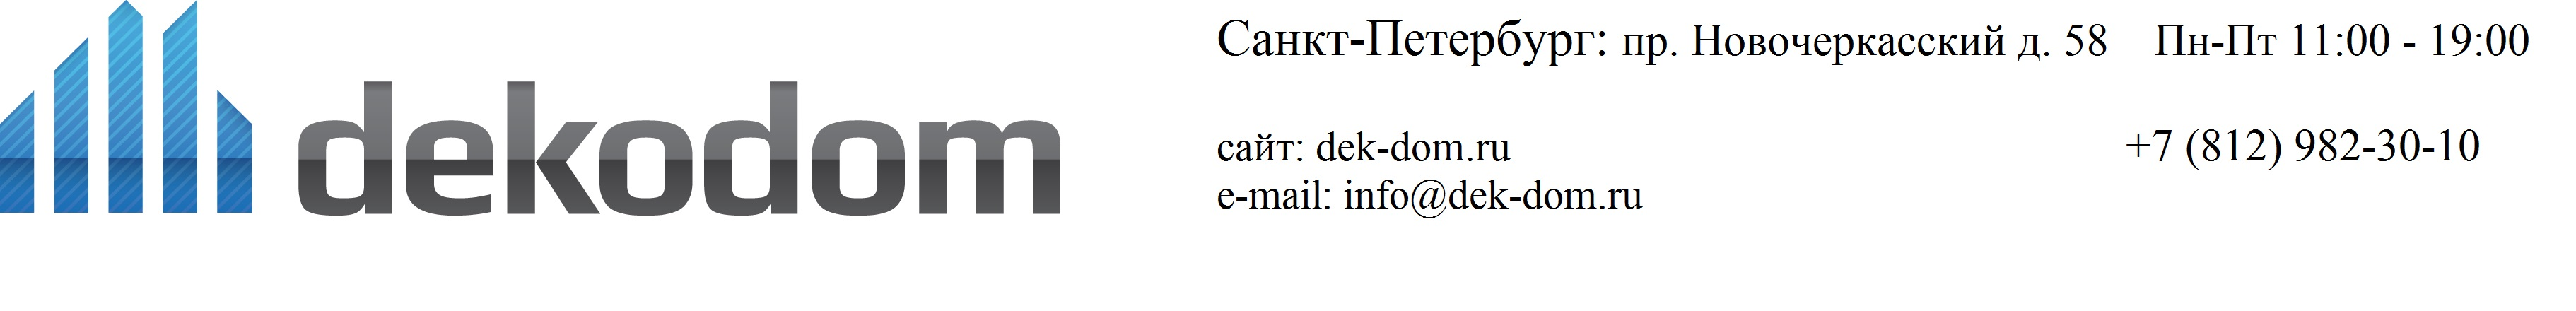 dekodom
Санкт-Петербург: пр. Новочеркасский д. 58 Пн-Пт 11:00 - 19:00
сайт: dek-dom.ru +7 (812) 982-30-10
e-mail: info@dek-dom.ru